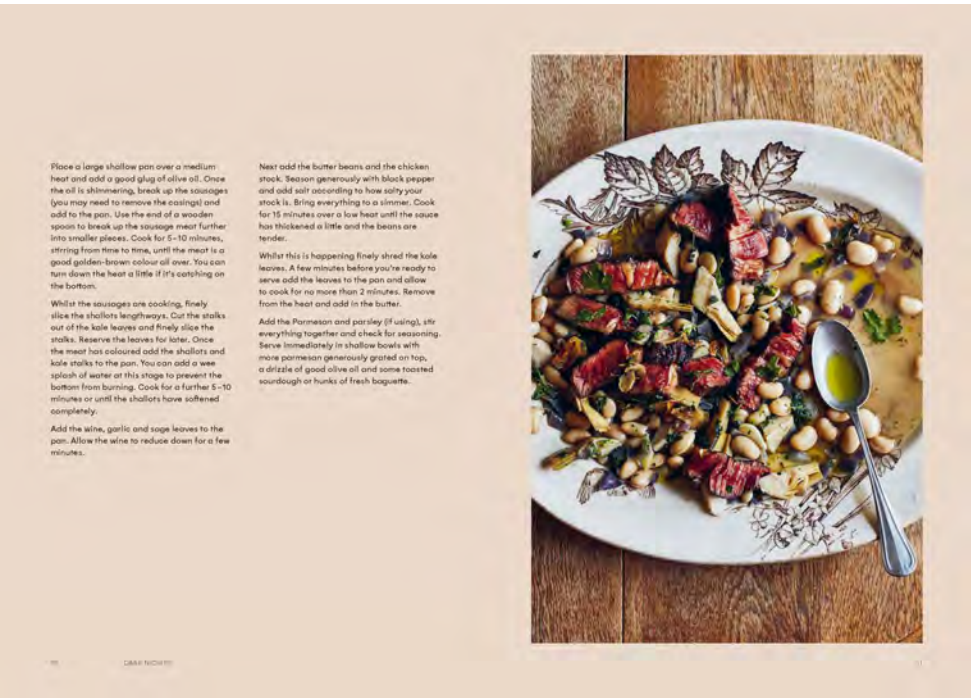 Place a large shallow pan over a medium
heat and add a good glug of olive oil. Once
the oil is shimmering, break up the sausages
(you may need to remove the casings) and
add to the pan. Use the end of a wooden
spoon to break up the sausage meat further
into smaller pieces. Cook for 5–10 minutes,
stirring from time to time, until the meat is a
good golden-brown colour all over. You can
turn down the heat a little if it's catching on
the bottom.
Whilst the sausages are cooking, finely
slice the shallots lengthways. Cut the stalks
out of the kale leaves and finely slice the
stalks. Reserve the leaves for later. Once
the meat has coloured add the shallots and
kale stalks to the pan. You can add a wee
splash of water at this stage to prevent the
bottom from burning. Cook for a further 5–10
minutes or until the shallots have softened
completely.
Add the wine, garlic and sage leaves to the
pan. Allow the wine to reduce down for a few
minutes.
Next add the butter beans and the chicken
stock. Season generously with black pepper
and add salt according to how salty your
stock is. Bring everything to a simmer. Cook
for 15 minutes over a low heat until the sauce
has thickened a little and the beans are
tender.
Whilst this is happening finely shred the kale
leaves. A few minutes before you're ready to
serve add the leaves to the pan and allow
to cook for no more than 2 minutes. Remove
from the heat and add in the butter.
Add the Parmesan and parsley (if using), stir
everything together and check for seasoning.
Serve immediately in shallow bowls with
more parmesan generously grated on top,
a drizzle of good olive oil and some toasted
sourdough or hunks of fresh baguette.